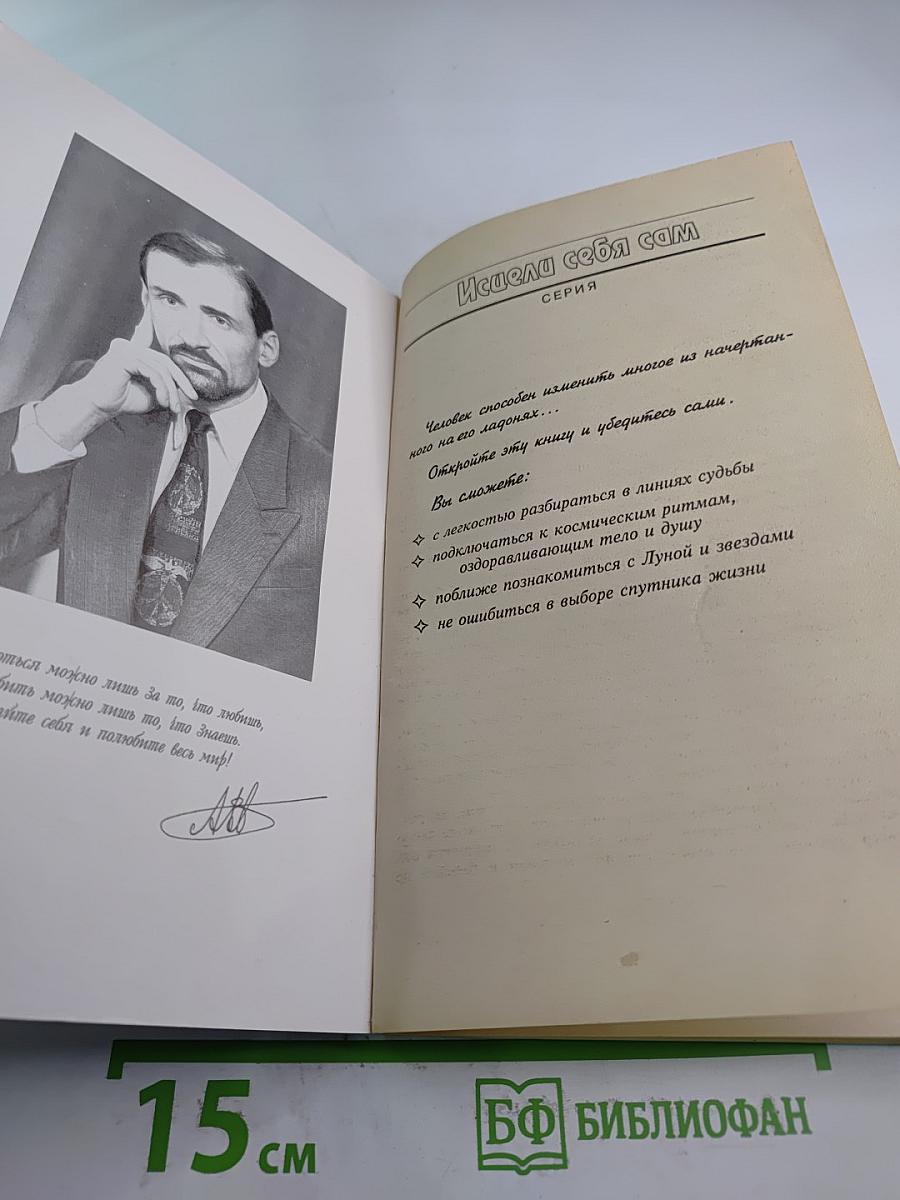 можно лишь за то, что любишь,
можно лишь то, что знаешь.
себя и полюбите весь мир!
Исцели себя сам
СЕРИЯ
Человек способен изменить многое из начертан-
ного на его ладонях...
Откройте эту книгу и убедитесь сами.
Вы сможете:
с легкостью разбираться в линиях судьбы
подключаться к космическим ритмам,
оздоравливающим тело и душу
поближе познакомиться с Луной и звездами
не ошибиться в выборе спутника жизни
15 см
БФ БИБЛИОФАН